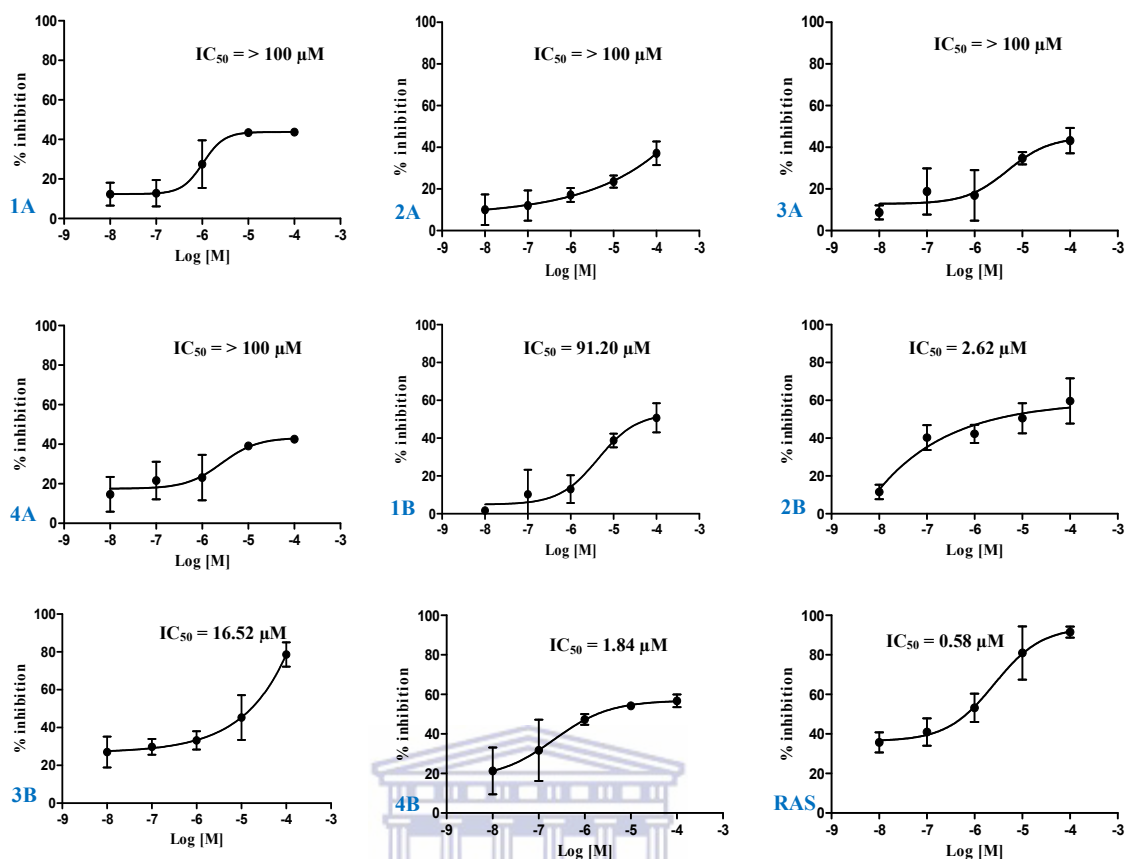 100
80
60
40
20
0
% inhibition
IC50 = > 100 µM
-9 -8 -7 -6 -5 -4 -3
Log [M]
1A
100
80
60
40
20
0
% inhibition
IC50 = > 100 µM
-9 -8 -7 -6 -5 -4 -3
Log [M]
2A
100
80
60
40
20
0
% inhibition
IC50 = > 100 µM
-9 -8 -7 -6 -5 -4 -3
Log [M]
3A
100
80
60
40
20
0
% inhibition
IC50 = > 100 µM
-9 -8 -7 -6 -5 -4 -3
Log [M]
4A
100
80
60
40
20
0
% inhibition
IC50 = 91.20 µM
-9 -8 -7 -6 -5 -4 -3
Log [M]
1B
100
80
60
40
20
0
% inhibition
IC50 = 2.62 µM
-9 -8 -7 -6 -5 -4 -3
Log [M]
2B
100
80
60
40
20
0
% inhibition
IC50 = 16.52 µM
-9 -8 -7 -6 -5 -4 -3
Log [M]
3B
100
80
60
40
20
0
% inhibition
IC50 = 1.84 µM
-9 -8 -7 -6 -5 -4 -3
Log [M]
4B
100
80
60
40
20
0
% inhibition
IC50 = 0.58 µM
-9 -8 -7 -6 -5 -4 -3
Log [M]
RAS